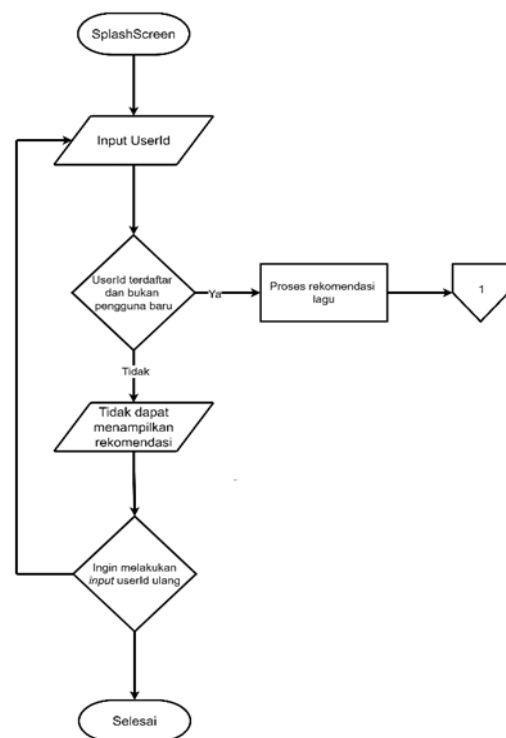 SplashScreen
Input UserId
UserId terdaftar
dan bukan
pengguna baru
Ya
Proses rekomendasi
lagu
1
Tidak
Tidak dapat
menampilkan
rekomendasi
Ingin melakukan
input userId ulang
Selesai